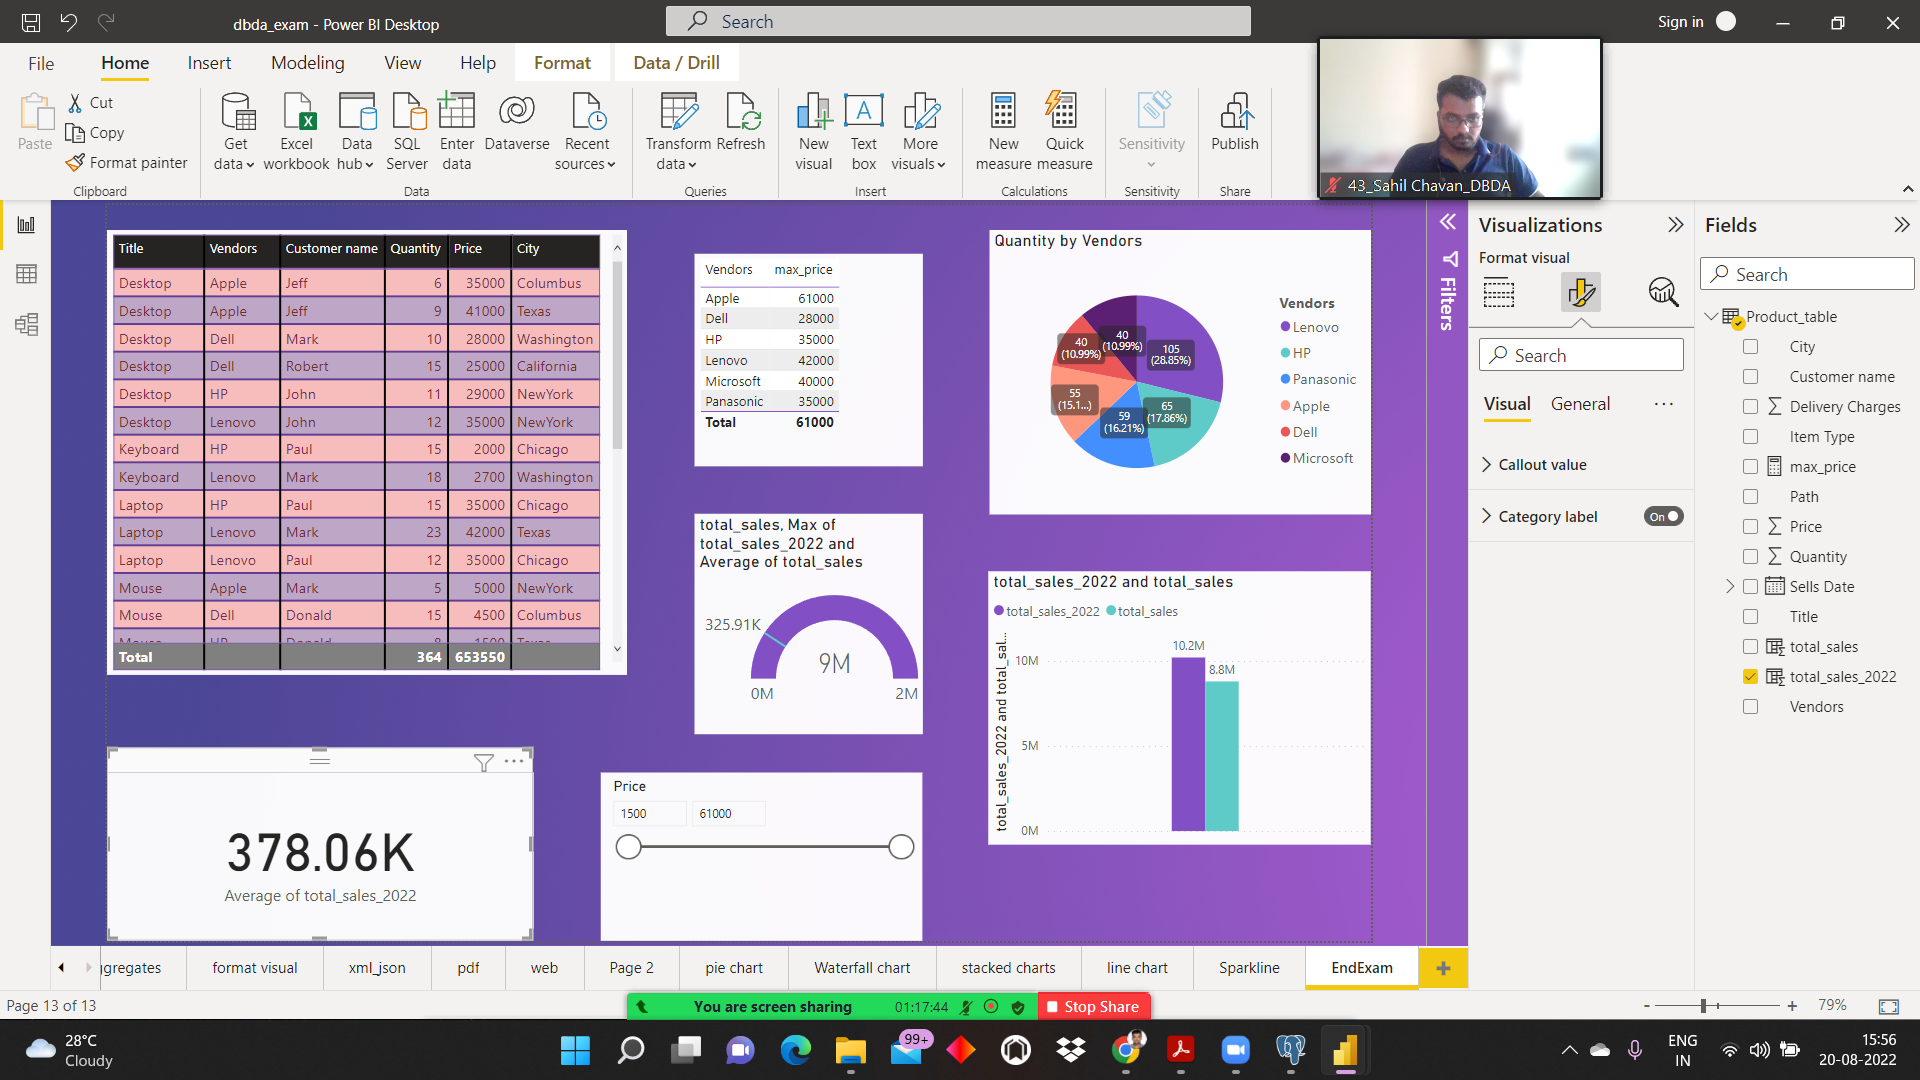 dbda_exam - Power BI Desktop
Search
Sign in
File Home Insert Modeling View Help Format Data / Drill
Paste
Cut
Copy
Format painter
Clipboard
Get data
Excel workbook
Data hub
SQL Server
Enter data
Dataverse
Recent sources
Data
Transform data
Refresh
Queries
New visual
Text box
More visuals
Insert
New measure
Quick measure
Calculations
Sensitivity
Sensitivity
Publish
Share
43_Sahil Chavan_DBDA
Title Vendors Customer name Quantity Price City
Desktop Apple Jeff 6 35000 Columbus
Desktop Apple Jeff 9 41000 Texas
Desktop Dell Mark 10 28000 Washington
Desktop Dell Robert 15 25000 California
Desktop HP John 11 29000 NewYork
Desktop Lenovo John 12 35000 NewYork
Keyboard HP Paul 15 2000 Chicago
Keyboard Lenovo Mark 18 2700 Washington
Laptop HP Paul 15 35000 Chicago
Laptop Lenovo Mark 23 42000 Texas
Laptop Lenovo Paul 12 35000 Chicago
Mouse Apple Mark 5 5000 NewYork
Mouse Dell Donald 15 4500 Columbus
Mouse HP Donald 8 1500 Texas
Total 364 653550
Vendors max_price
Apple 61000
Dell 28000
HP 35000
Lenovo 42000
Microsoft 40000
Panasonic 35000
Total 61000
Quantity by Vendors
40
(10.99%)
40
(10.99%)
105
(28.85%)
55
(15.1...)
59
(16.21%)
65
(17.86%)
Vendors
Lenovo
HP
Panasonic
Apple
Dell
Microsoft
total_sales, Max of
total_sales_2022 and
Average of total_sales
325.91K
9M
0M
2M
total_sales_2022 and total_sales
total_sales_2022 total_sales
total_sales_2022 and total_sal...
10M
5M
0M
10.2M
8.8M
378.06K
Average of total_sales_2022
Price
1500 61000
Filters
Visualizations
Format visual
Search
Visual General ...
Callout value
Category label On
Fields
Search
Product_table
City
Customer name
Delivery Charges
Item Type
max_price
Path
Price
Quantity
Sells Date
Title
total_sales
total_sales_2022
Vendors
ggregates format visual xml_json pdf web Page 2 pie chart Waterfall chart stacked charts line chart Sparkline EndExam
Page 13 of 13
You are screen sharing 01:17:44 Stop Share
- + 79%
28°C
Cloudy
99+
ENG
IN
15:56
20-08-2022